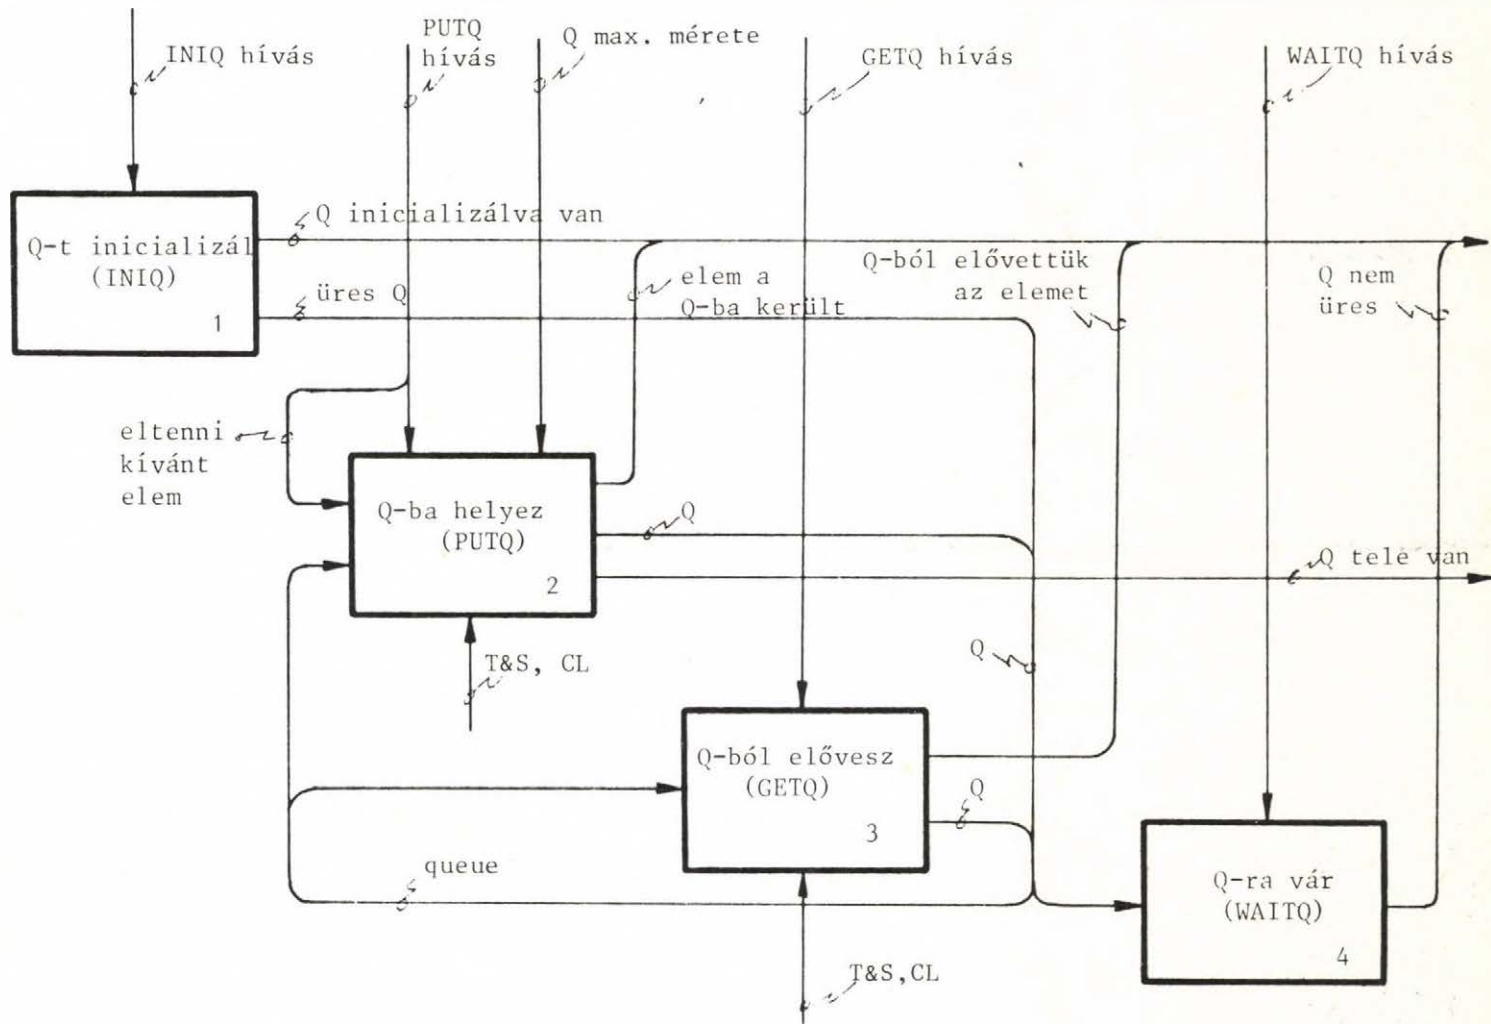 INIQ hívás
PUTQ
hívás
Q max. mérete
GETQ hívás
WAITQ hívás
Q-t inicializál
(INIQ)
1
Q inicializálva van
üres Q
elem a
Q-ba került
Q-ból elővettük
az elemet
Q nem
üres
eltenni
kívánt
elem
Q-ba helyez
(PUTQ)
2
Q
Q telé van
T&S, CL
Q
Q-ból elővesz
(GETQ)
3
Q
queue
Q-ra vár
(WAITQ)
4
T&S,CL